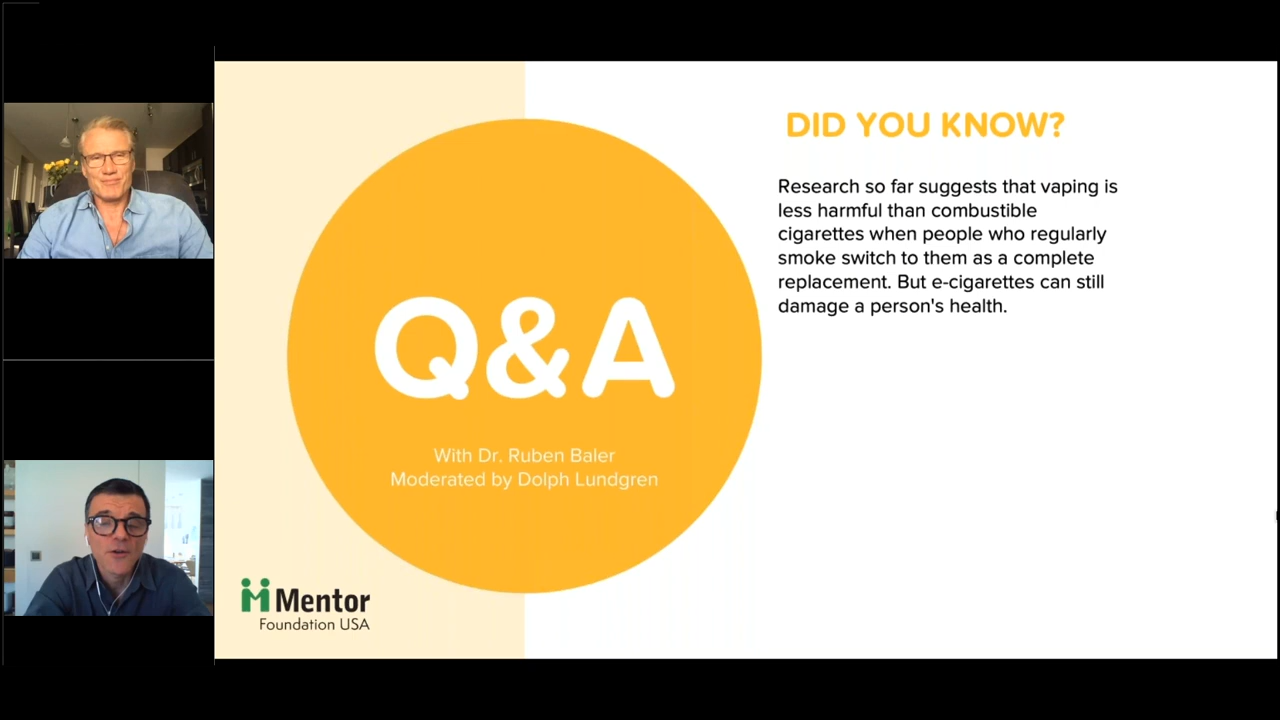 Q&A
With Dr. Ruben Baler
Moderated by Dolph Lundgren
Mentor
Foundation USA
DID YOU KNOW?
Research so far suggests that vaping is
less harmful than combustible
cigarettes when people who regularly
smoke switch to them as a complete
replacement. But e-cigarettes can still
damage a person's health.